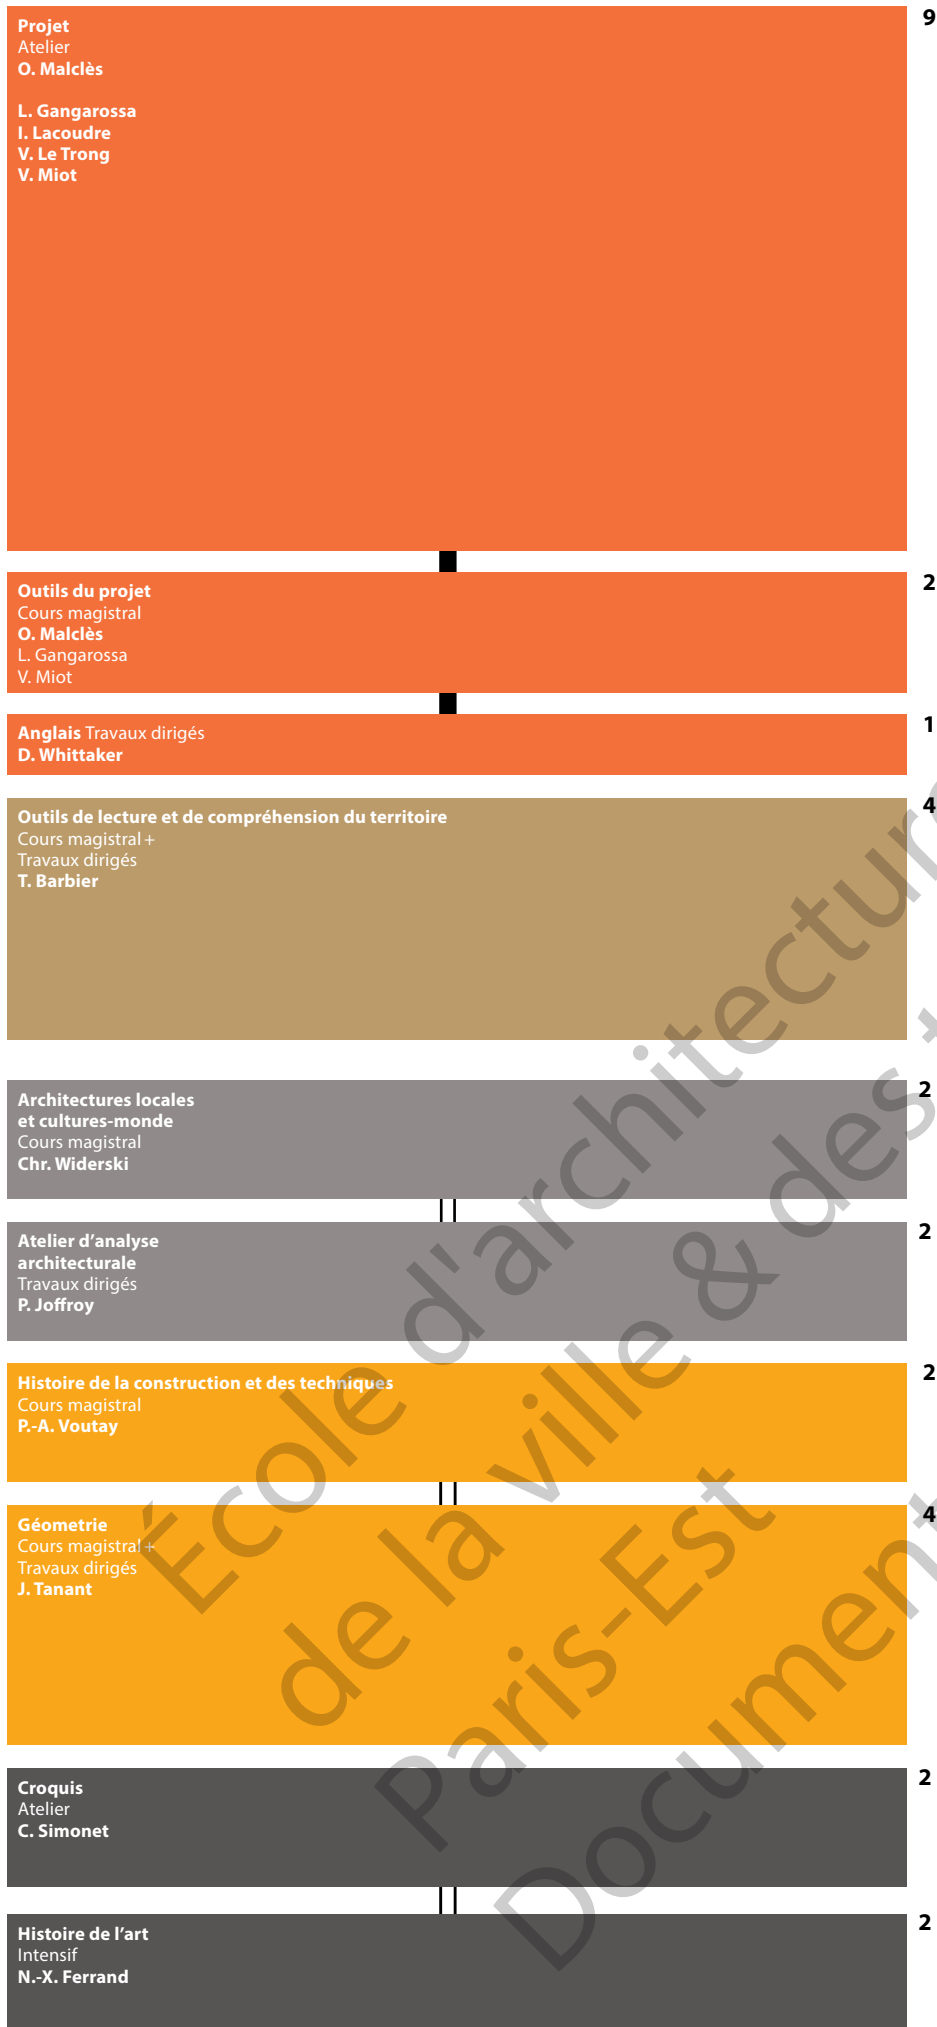 Projet 9
Atelier
O. Malclès
L. Gangarossa
I. Lacoudre
V. Le Trong
V. Miot
Outils du projet 2
Cours magistral
O. Malclès
L. Gangarossa
V. Miot
Anglais Travaux dirigés 1
D. Whittaker
Outils de lecture et de compréhension du territoire 4
Cours magistral +
Travaux dirigés
T. Barbier
Architectures locales 2
et cultures-monde
Cours magistral
Chr. Widerski
Atelier d’analyse 2
architecturale
Travaux dirigés
P. Joffroy
Histoire de la construction et des techniques 2
Cours magistral
P.-A. Voutay
Géometrie 4
Cours magistral +
Travaux dirigés
J. Tanant
Croquis 2
Atelier
C. Simonet
Histoire de l’art 2
Intensif
N.-X. Ferrand
École d'architecture
de la ville & des t
Paris-Est
Document